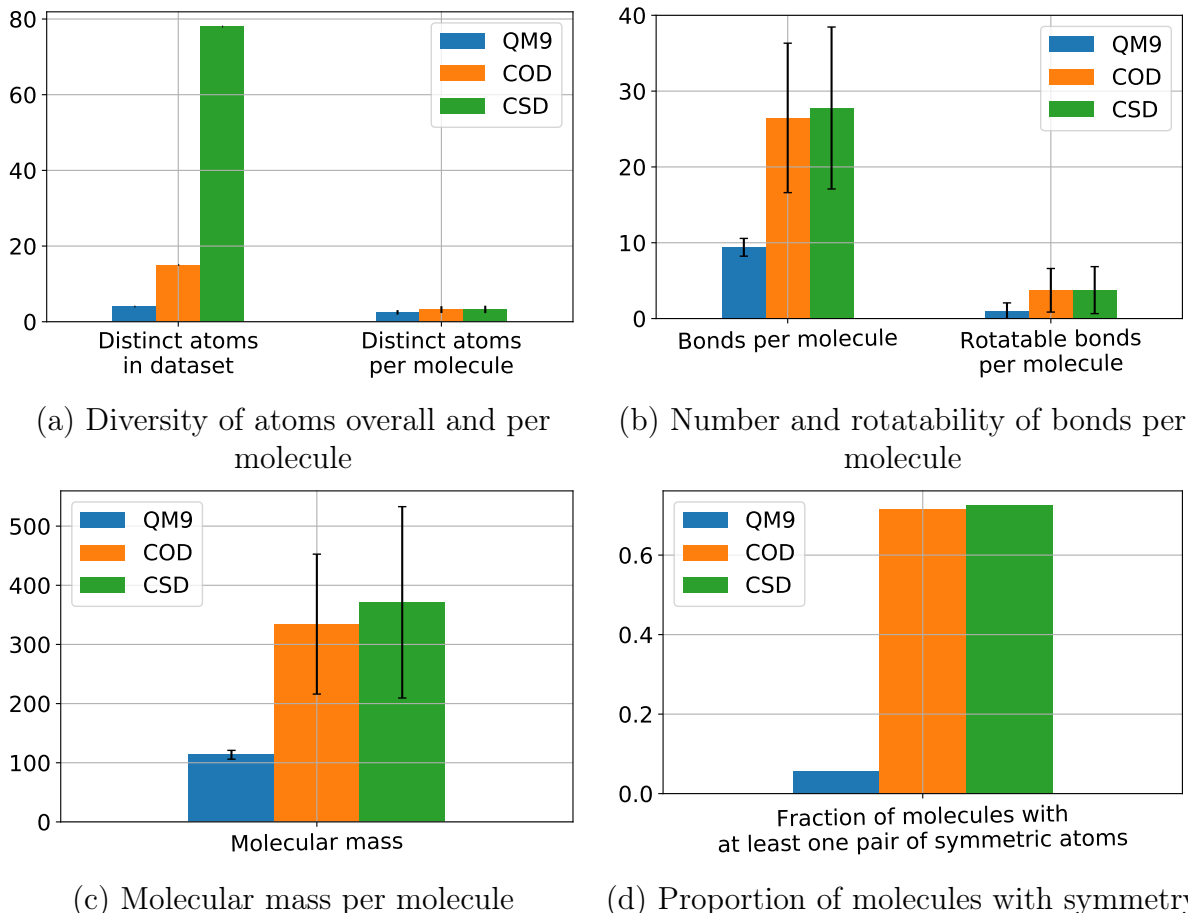 80
60
40
20
0
QM9
COD
CSD
Distinct atoms
in dataset
Distinct atoms
per molecule
(a) Diversity of atoms overall and per
molecule
40
30
20
10
0
QM9
COD
CSD
Bonds per molecule
Rotatable bonds
per molecule
(b) Number and rotatability of bonds per
molecule
500
400
300
200
100
0
QM9
COD
CSD
Molecular mass
(c) Molecular mass per molecule
0.6
0.4
0.2
0.0
QM9
COD
CSD
Fraction of molecules with
at least one pair of symmetric atoms
(d) Proportion of molecules with symmetry